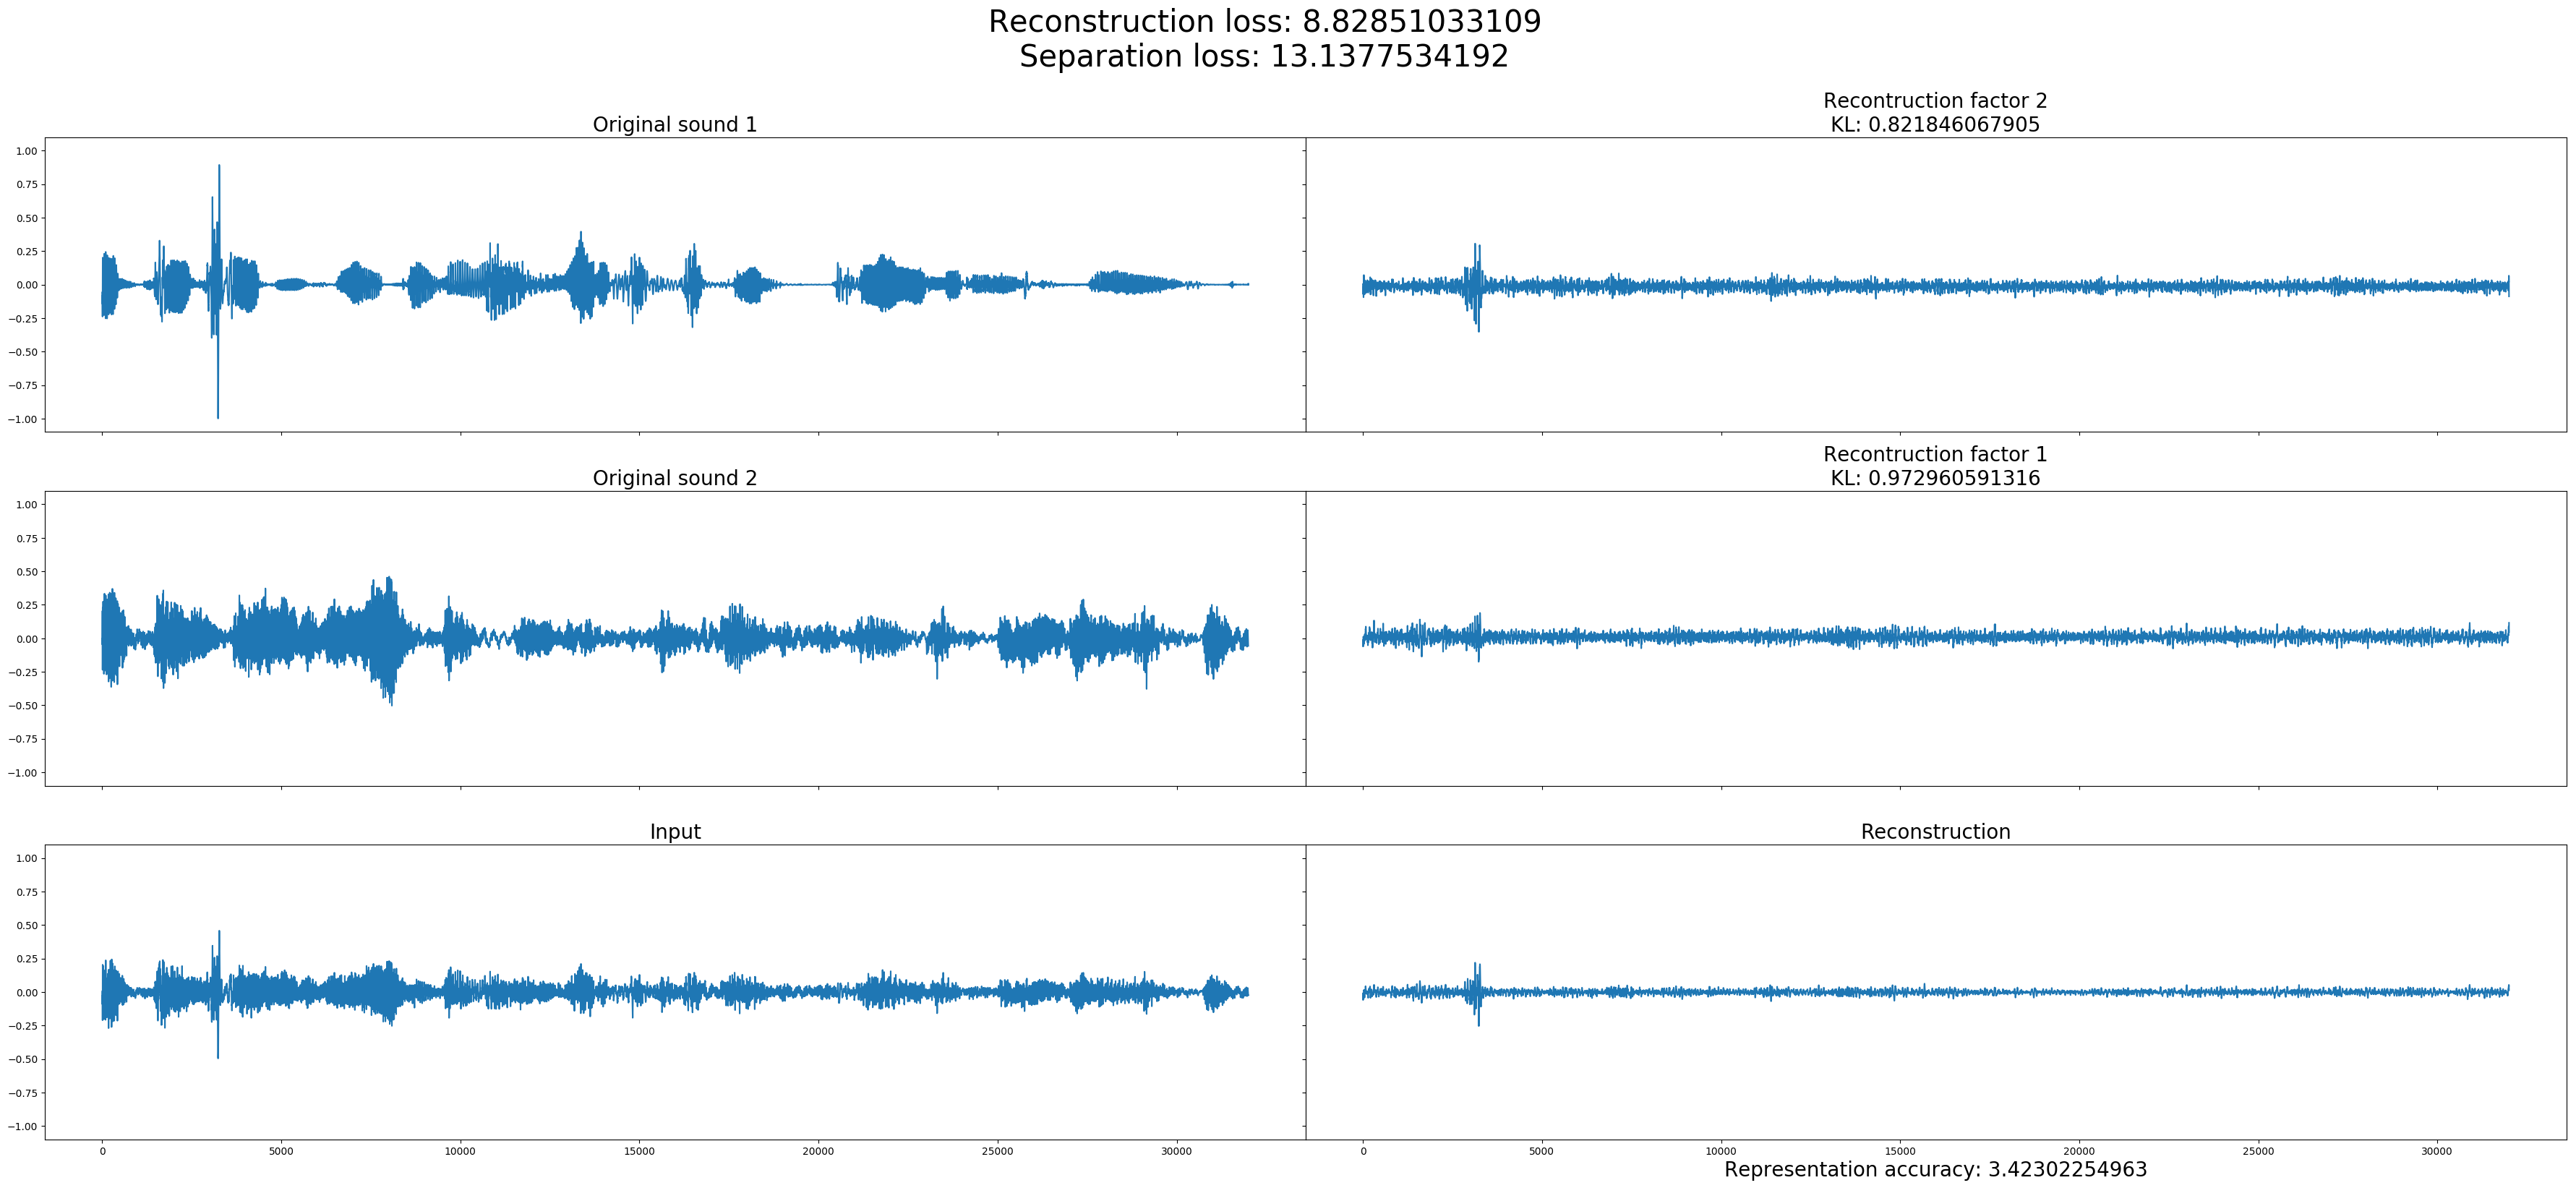 Reconstruction loss: 8.82851033109
Separation loss: 13.1377534192
Original sound 1
Recontruction factor 2
KL: 0.821846067905
1.00
0.75
0.50
0.25
0.00
−0.25
−0.50
−0.75
−1.00
Original sound 2
Recontruction factor 1
KL: 0.972960591316
1.00
0.75
0.50
0.25
0.00
−0.25
−0.50
−0.75
−1.00
Input
Reconstruction
1.00
0.75
0.50
0.25
0.00
−0.25
−0.50
−0.75
−1.00
0 5000 10000 15000 20000 25000 30000
0 5000 10000 15000 20000 25000 30000
Representation accuracy: 3.42302254963